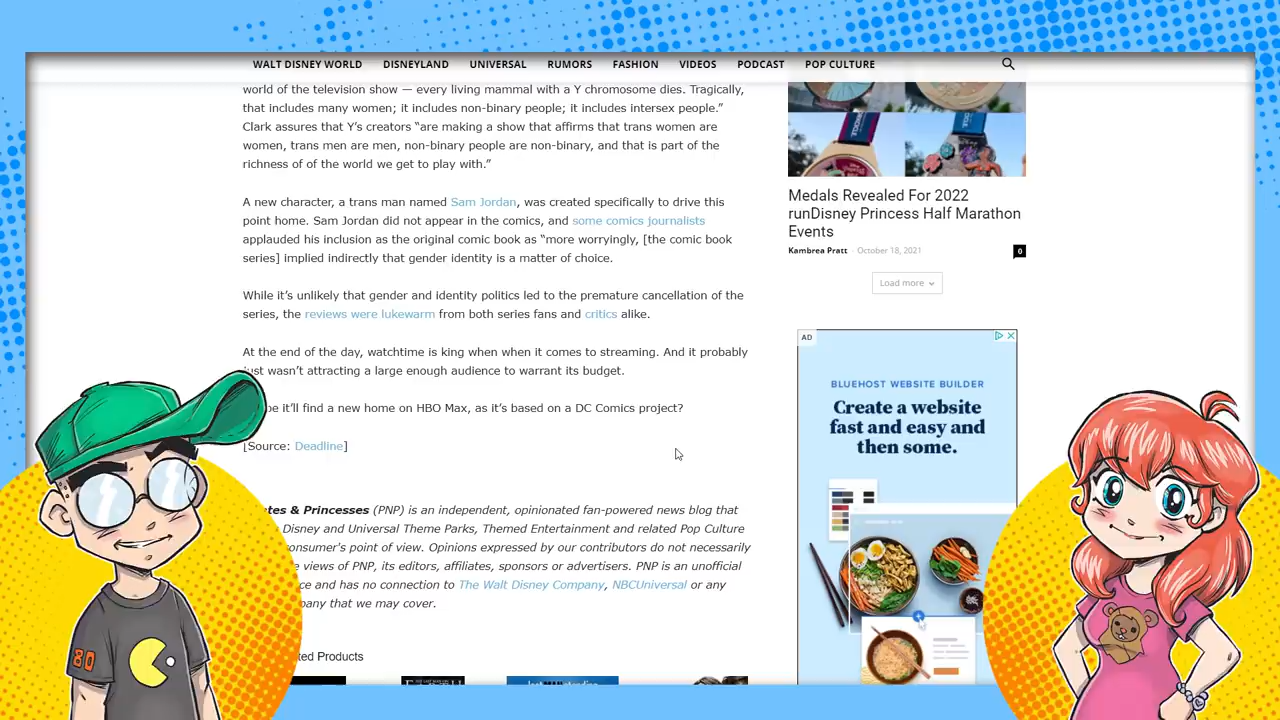 WALT DISNEY WORLD DISNEYLAND UNIVERSAL RUMORS FASHION VIDEOS PODCAST POP CULTURE
world of the television show — every living mammal with a Y chromosome dies. Tragically,
that includes many women; it includes non-binary people; it includes intersex people.”
Clark assures that Y’s creators “are making a show that affirms that trans women are
women, trans men are men, non-binary people are non-binary, and that is part of the
richness of of the world we get to play with.”
A new character, a trans man named Sam Jordan, was created specifically to drive this
point home. Sam Jordan did not appear in the comics, and some comics journalists
applauded his inclusion as the original comic book as “more worryingly, [the comic book
series] implied indirectly that gender identity is a matter of choice.
While it’s unlikely that gender and identity politics led to the premature cancellation of the
series, the reviews were lukewarm from both series fans and critics alike.
At the end of the day, watchtime is king when when it comes to streaming. And it probably
just wasn’t attracting a large enough audience to warrant its budget.
it’ll find a new home on HBO Max, as it’s based on a DC Comics project?
[Source: Deadline]
& Princesses (PNP) is an independent, opinionated fan-powered news blog that
Disney and Universal Theme Parks, Themed Entertainment and related Pop Culture
consumer's point of view. Opinions expressed by our contributors do not necessarily
views of PNP, its editors, affiliates, sponsors or advertisers. PNP is an unofficial
and has no connection to The Walt Disney Company, NBCUniversal or any
that we may cover.
Products
Medals Revealed For 2022
runDisney Princess Half Marathon
Events
Kambrea Pratt - October 18, 2021
0
Load more
AD
BLUEHOST WEBSITE BUILDER
Create a website
fast and easy and
then some.
80